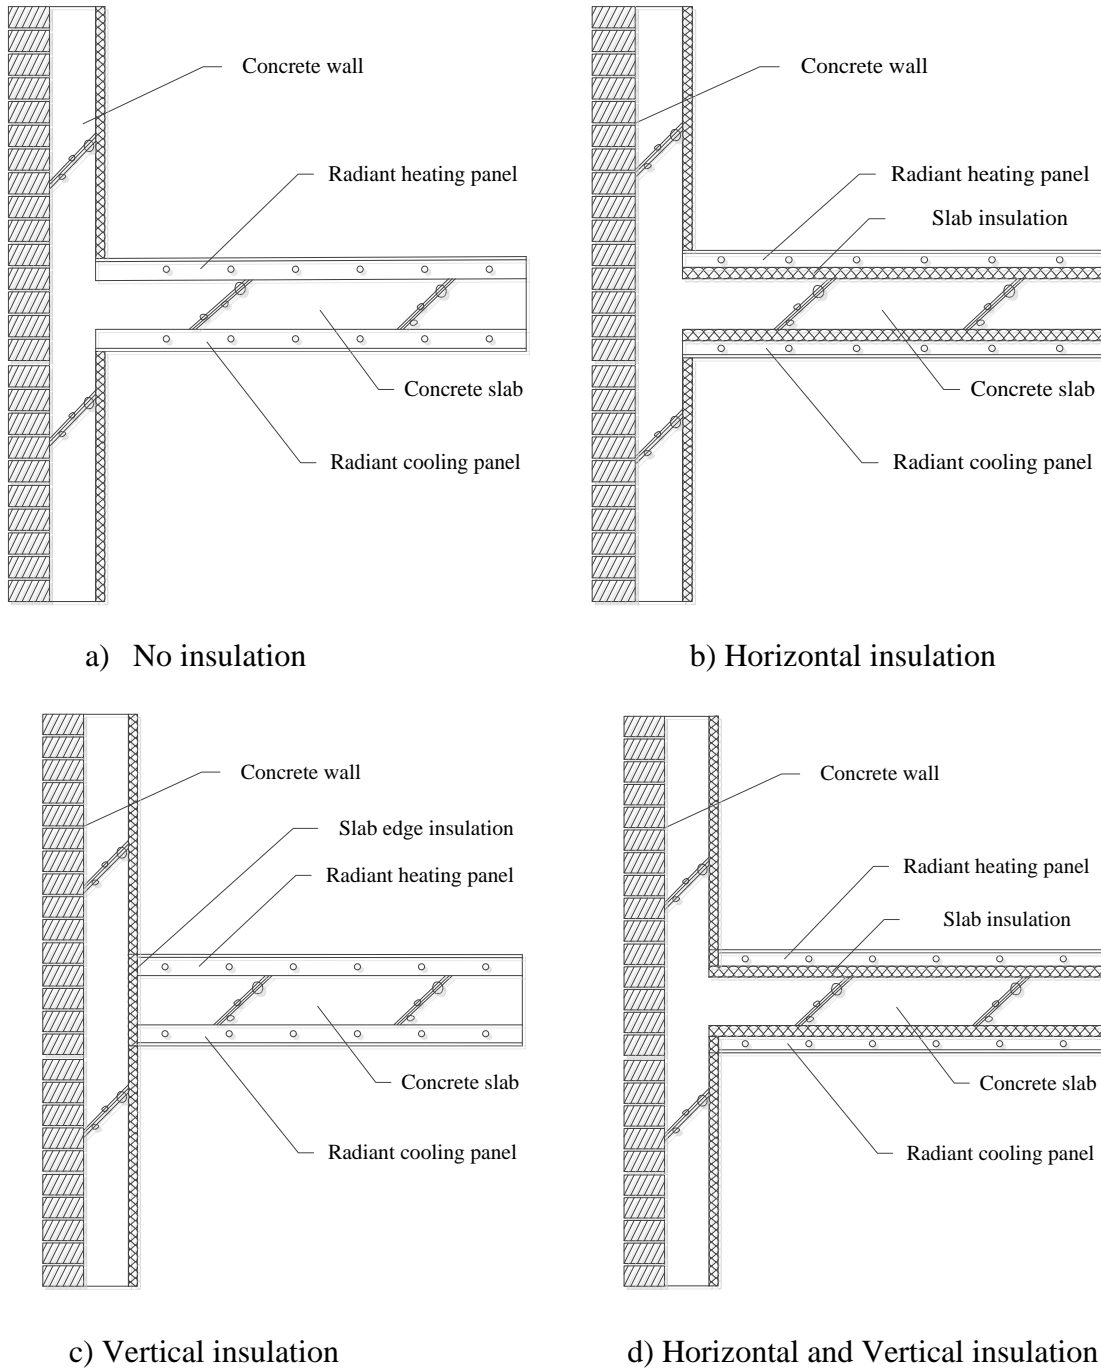 Concrete wall
Radiant heating panel
Concrete slab
Radiant cooling panel
a) No insulation
Concrete wall
Radiant heating panel
Slab insulation
Concrete slab
Radiant cooling panel
b) Horizontal insulation
Concrete wall
Slab edge insulation
Radiant heating panel
Concrete slab
Radiant cooling panel
c) Vertical insulation
Concrete wall
Radiant heating panel
Slab insulation
Concrete slab
Radiant cooling panel
d) Horizontal and Vertical insulation